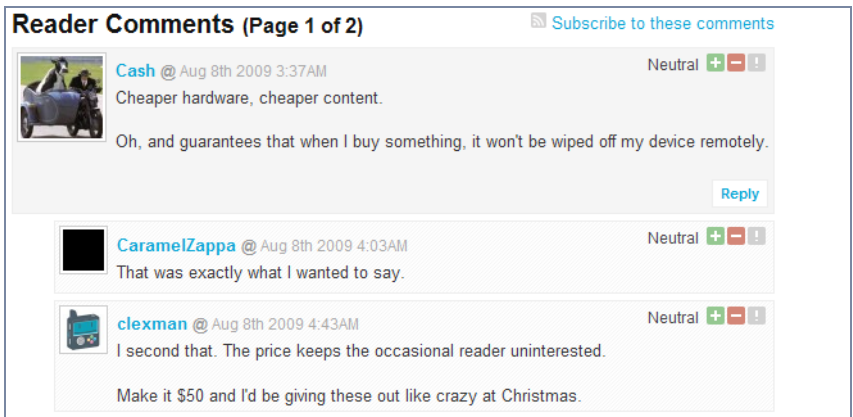 Reader Comments (Page 1 of 2)
Subscribe to these comments
Cash @ Aug 8th 2009 3:37AM
Neutral
Cheaper hardware, cheaper content.
Oh, and guarantees that when I buy something, it won't be wiped off my device remotely.
Reply
CaramelZappa @ Aug 8th 2009 4:03AM
Neutral
That was exactly what I wanted to say.
clexman @ Aug 8th 2009 4:43AM
Neutral
I second that. The price keeps the occasional reader uninterested.
Make it $50 and I'd be giving these out like crazy at Christmas.